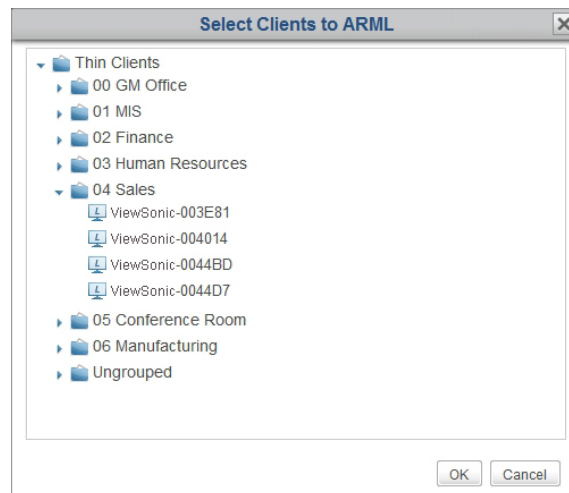 Select Clients to ARML
Thin Clients
00 GM Office
01 MIS
02 Finance
03 Human Resources
04 Sales
ViewSonic-003E81
ViewSonic-004014
ViewSonic-0044BD
ViewSonic-0044D7
05 Conference Room
06 Manufacturing
Ungrouped
OK Cancel